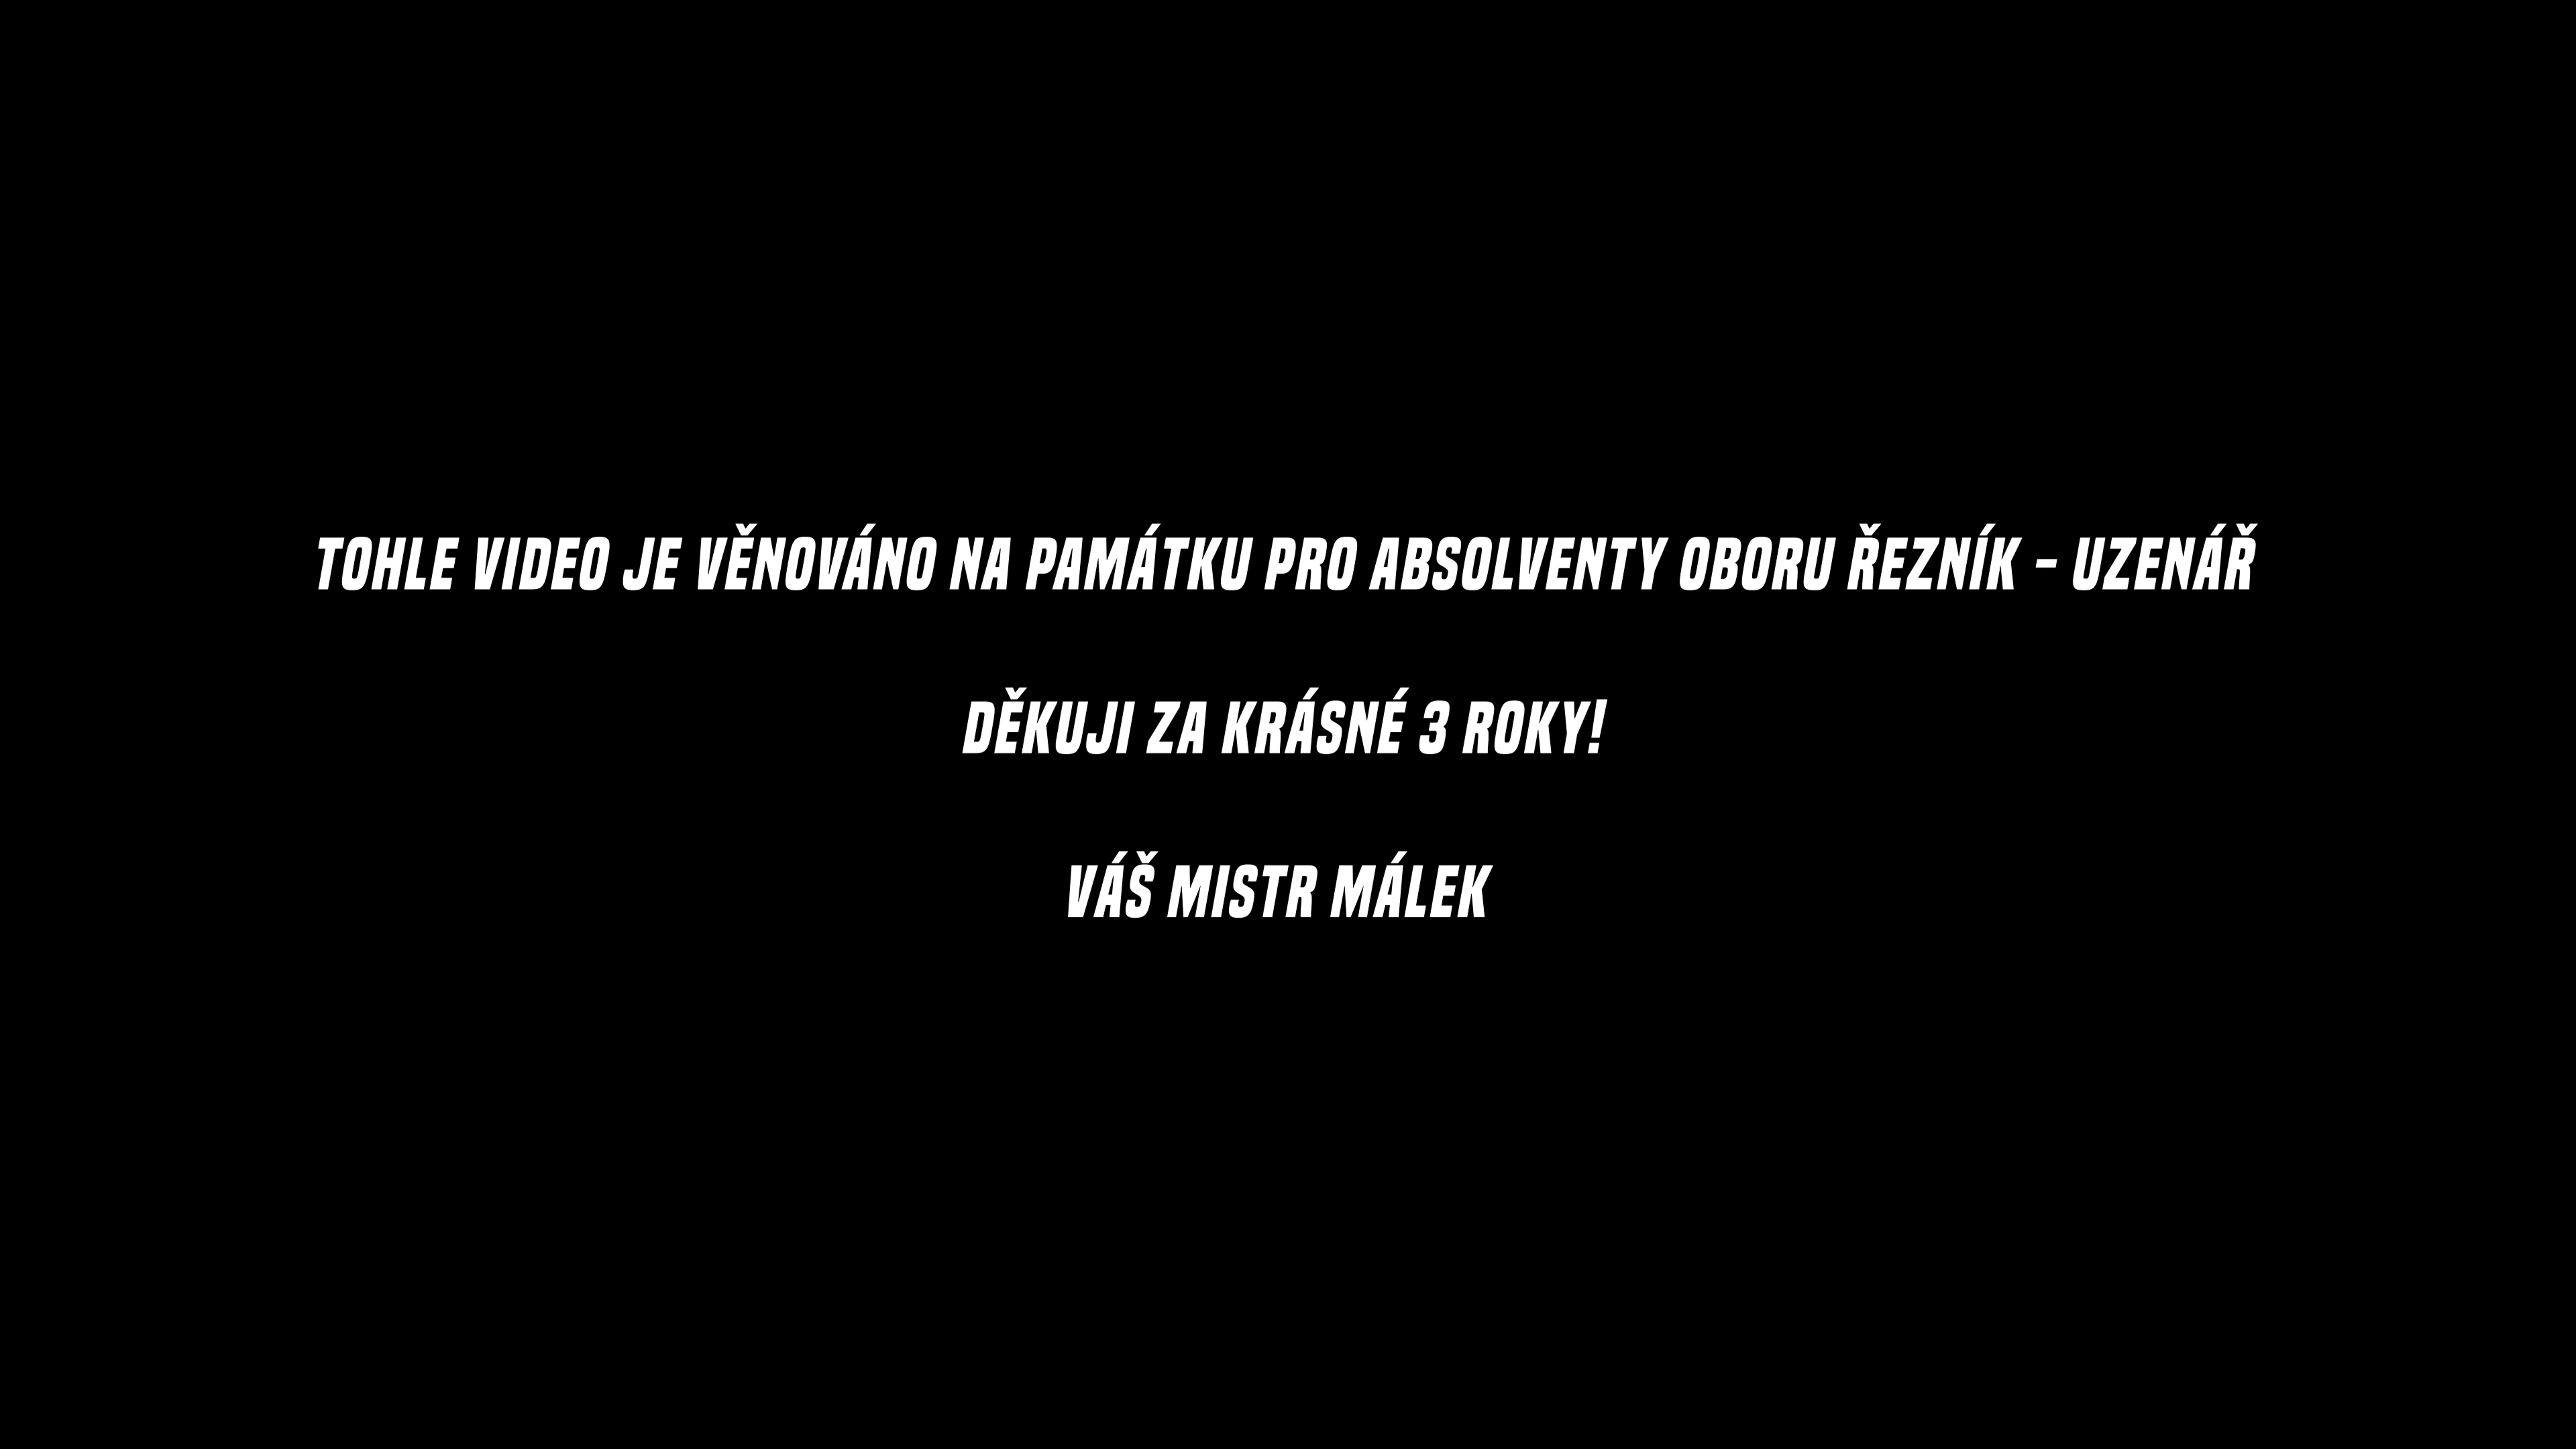 TOHLE VIDEO JE VĚNOVÁNO NA PAMÁTKU PRO ABSOLVENTY OBORU ŘEZNÍK - UZENÁŘ
DĚKUJI ZA KRÁSNÉ 3 ROKY!
VÁŠ MISTR MÁLEK